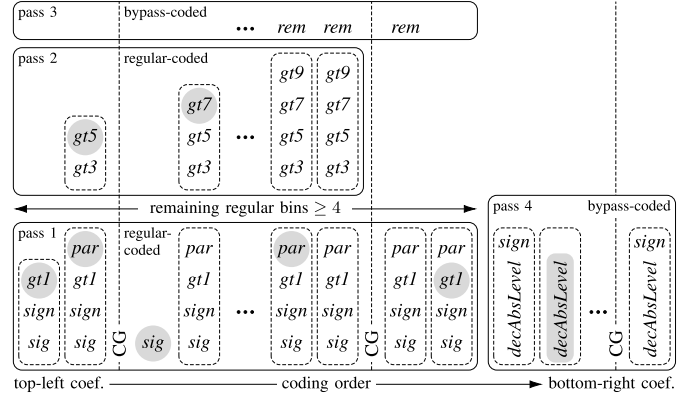 pass 3 bypass-coded
... rem rem rem
pass 2 regular-coded
gt9 gt9
gt7 gt7 gt7
gt5 gt5 ... gt5 gt5
gt3 gt3 gt3 gt3
remaining regular bins ≥ 4
pass 1 regular-
coded
par par par par par par
gt1 gt1 gt1 gt1 gt1 gt1 gt1
sign sign sign ... sign sign sign sign
sig sig CG sig sig sig sig CG sig sig
pass 4 bypass-coded
sign sign
decAbsLevel decAbsLevel ... CG decAbsLevel
top-left coef. coding order bottom-right coef.